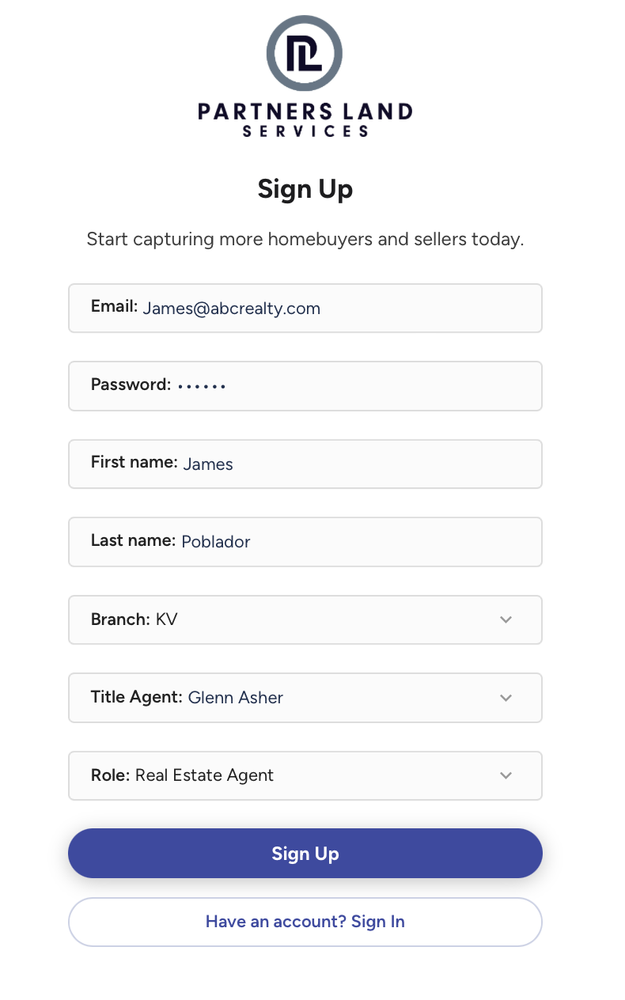 PL
PARTNERS LAND
SERVICES
Sign Up
Start capturing more homebuyers and sellers today.
Email: James@abcrealty.com
Password: ••••••
First name: James
Last name: Poblador
Branch: KV
Title Agent: Glenn Asher
Role: Real Estate Agent
Sign Up
Have an account? Sign In